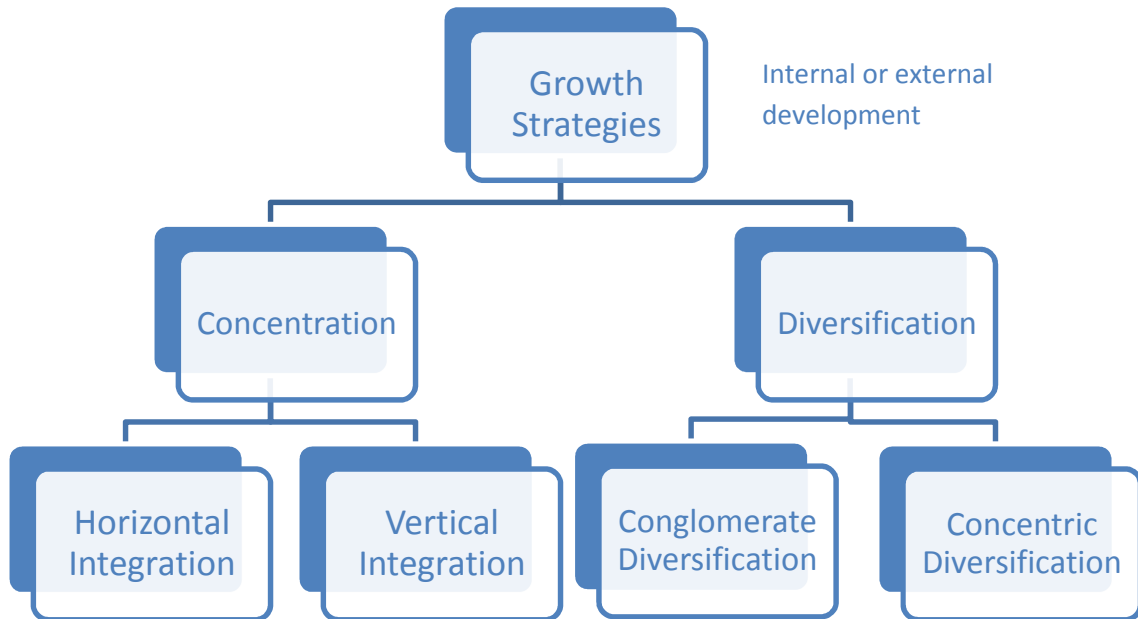 Growth
Strategies
Internal or external
development
Concentration
Diversification
Horizontal
Integration
Vertical
Integration
Conglomerate
Diversification
Concentric
Diversification